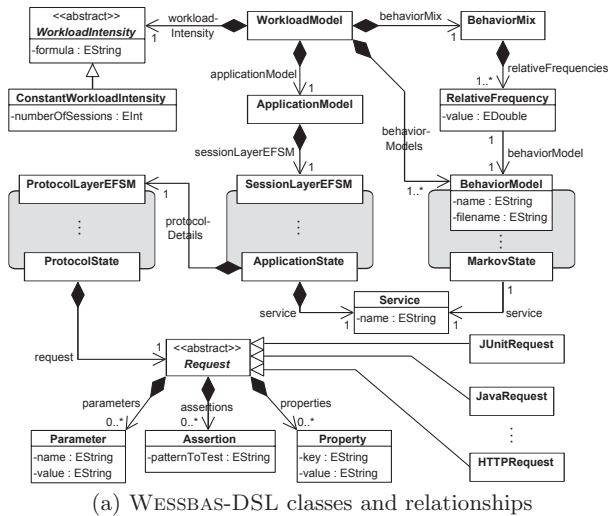 <<abstract>>
WorkloadIntensity
-formula : EString
1
workload-
Intensity
WorkloadModel
behaviorMix
1
BehaviorMix
ConstantWorkloadIntensity
-numberOfSessions : EInt
applicationModel
1
ApplicationModel
1..*
relativeFrequencies
RelativeFrequency
-value : EDouble
sessionLayerEFSM
1
behavior-
Models
1..*
1
behaviorModel
ProtocolLayerEFSM
1
protocol-
Details
SessionLayerEFSM
BehaviorModel
-name : EString
-filename : EString
⋮
⋮
⋮
ProtocolState
ApplicationState
MarkovState
service
1
Service
-name : EString
1
1
service
request
1
<<abstract>>
Request
JUnitRequest
JavaRequest
⋮
HTTPRequest
parameters
0..*
assertions
0..*
properties
0..*
Parameter
-name : EString
-value : EString
Assertion
-patternToTest : EString
Property
-key : EString
-value : EString
(a) WESSBAS-DSL classes and relationships